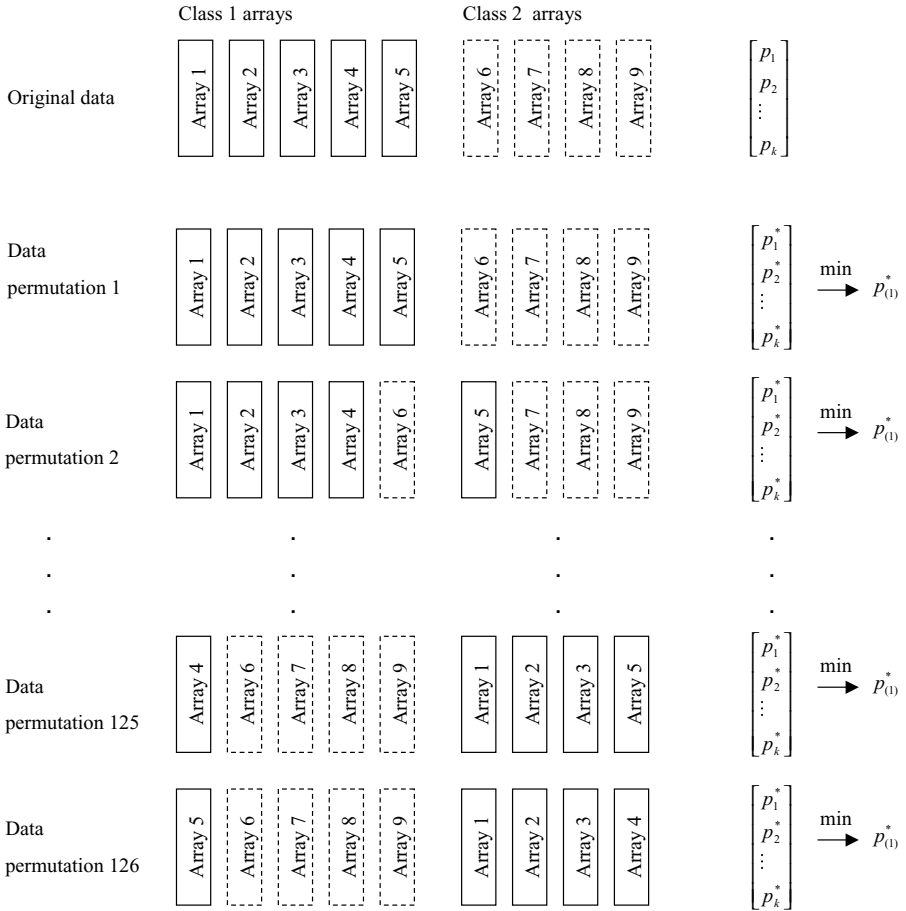 Class 1 arrays Class 2 arrays
Original data
Array 1 Array 2 Array 3 Array 4 Array 5 Array 6 Array 7 Array 8 Array 9
p₁
p₂
⋮
pₖ
Data
permutation 1
Array 1 Array 2 Array 3 Array 4 Array 5 Array 6 Array 7 Array 8 Array 9
p₁*
p₂*
⋮
pₖ*
min
p₍₁₎*
Data
permutation 2
Array 1 Array 2 Array 3 Array 4 Array 6 Array 5 Array 7 Array 8 Array 9
p₁*
p₂*
⋮
pₖ*
min
p₍₁₎*
. . . .
. . . .
. . . .
Data
permutation 125
Array 4 Array 6 Array 7 Array 8 Array 9 Array 1 Array 2 Array 3 Array 5
p₁*
p₂*
⋮
pₖ*
min
p₍₁₎*
Data
permutation 126
Array 5 Array 6 Array 7 Array 8 Array 9 Array 1 Array 2 Array 3 Array 4
p₁*
p₂*
⋮
pₖ*
min
p₍₁₎*